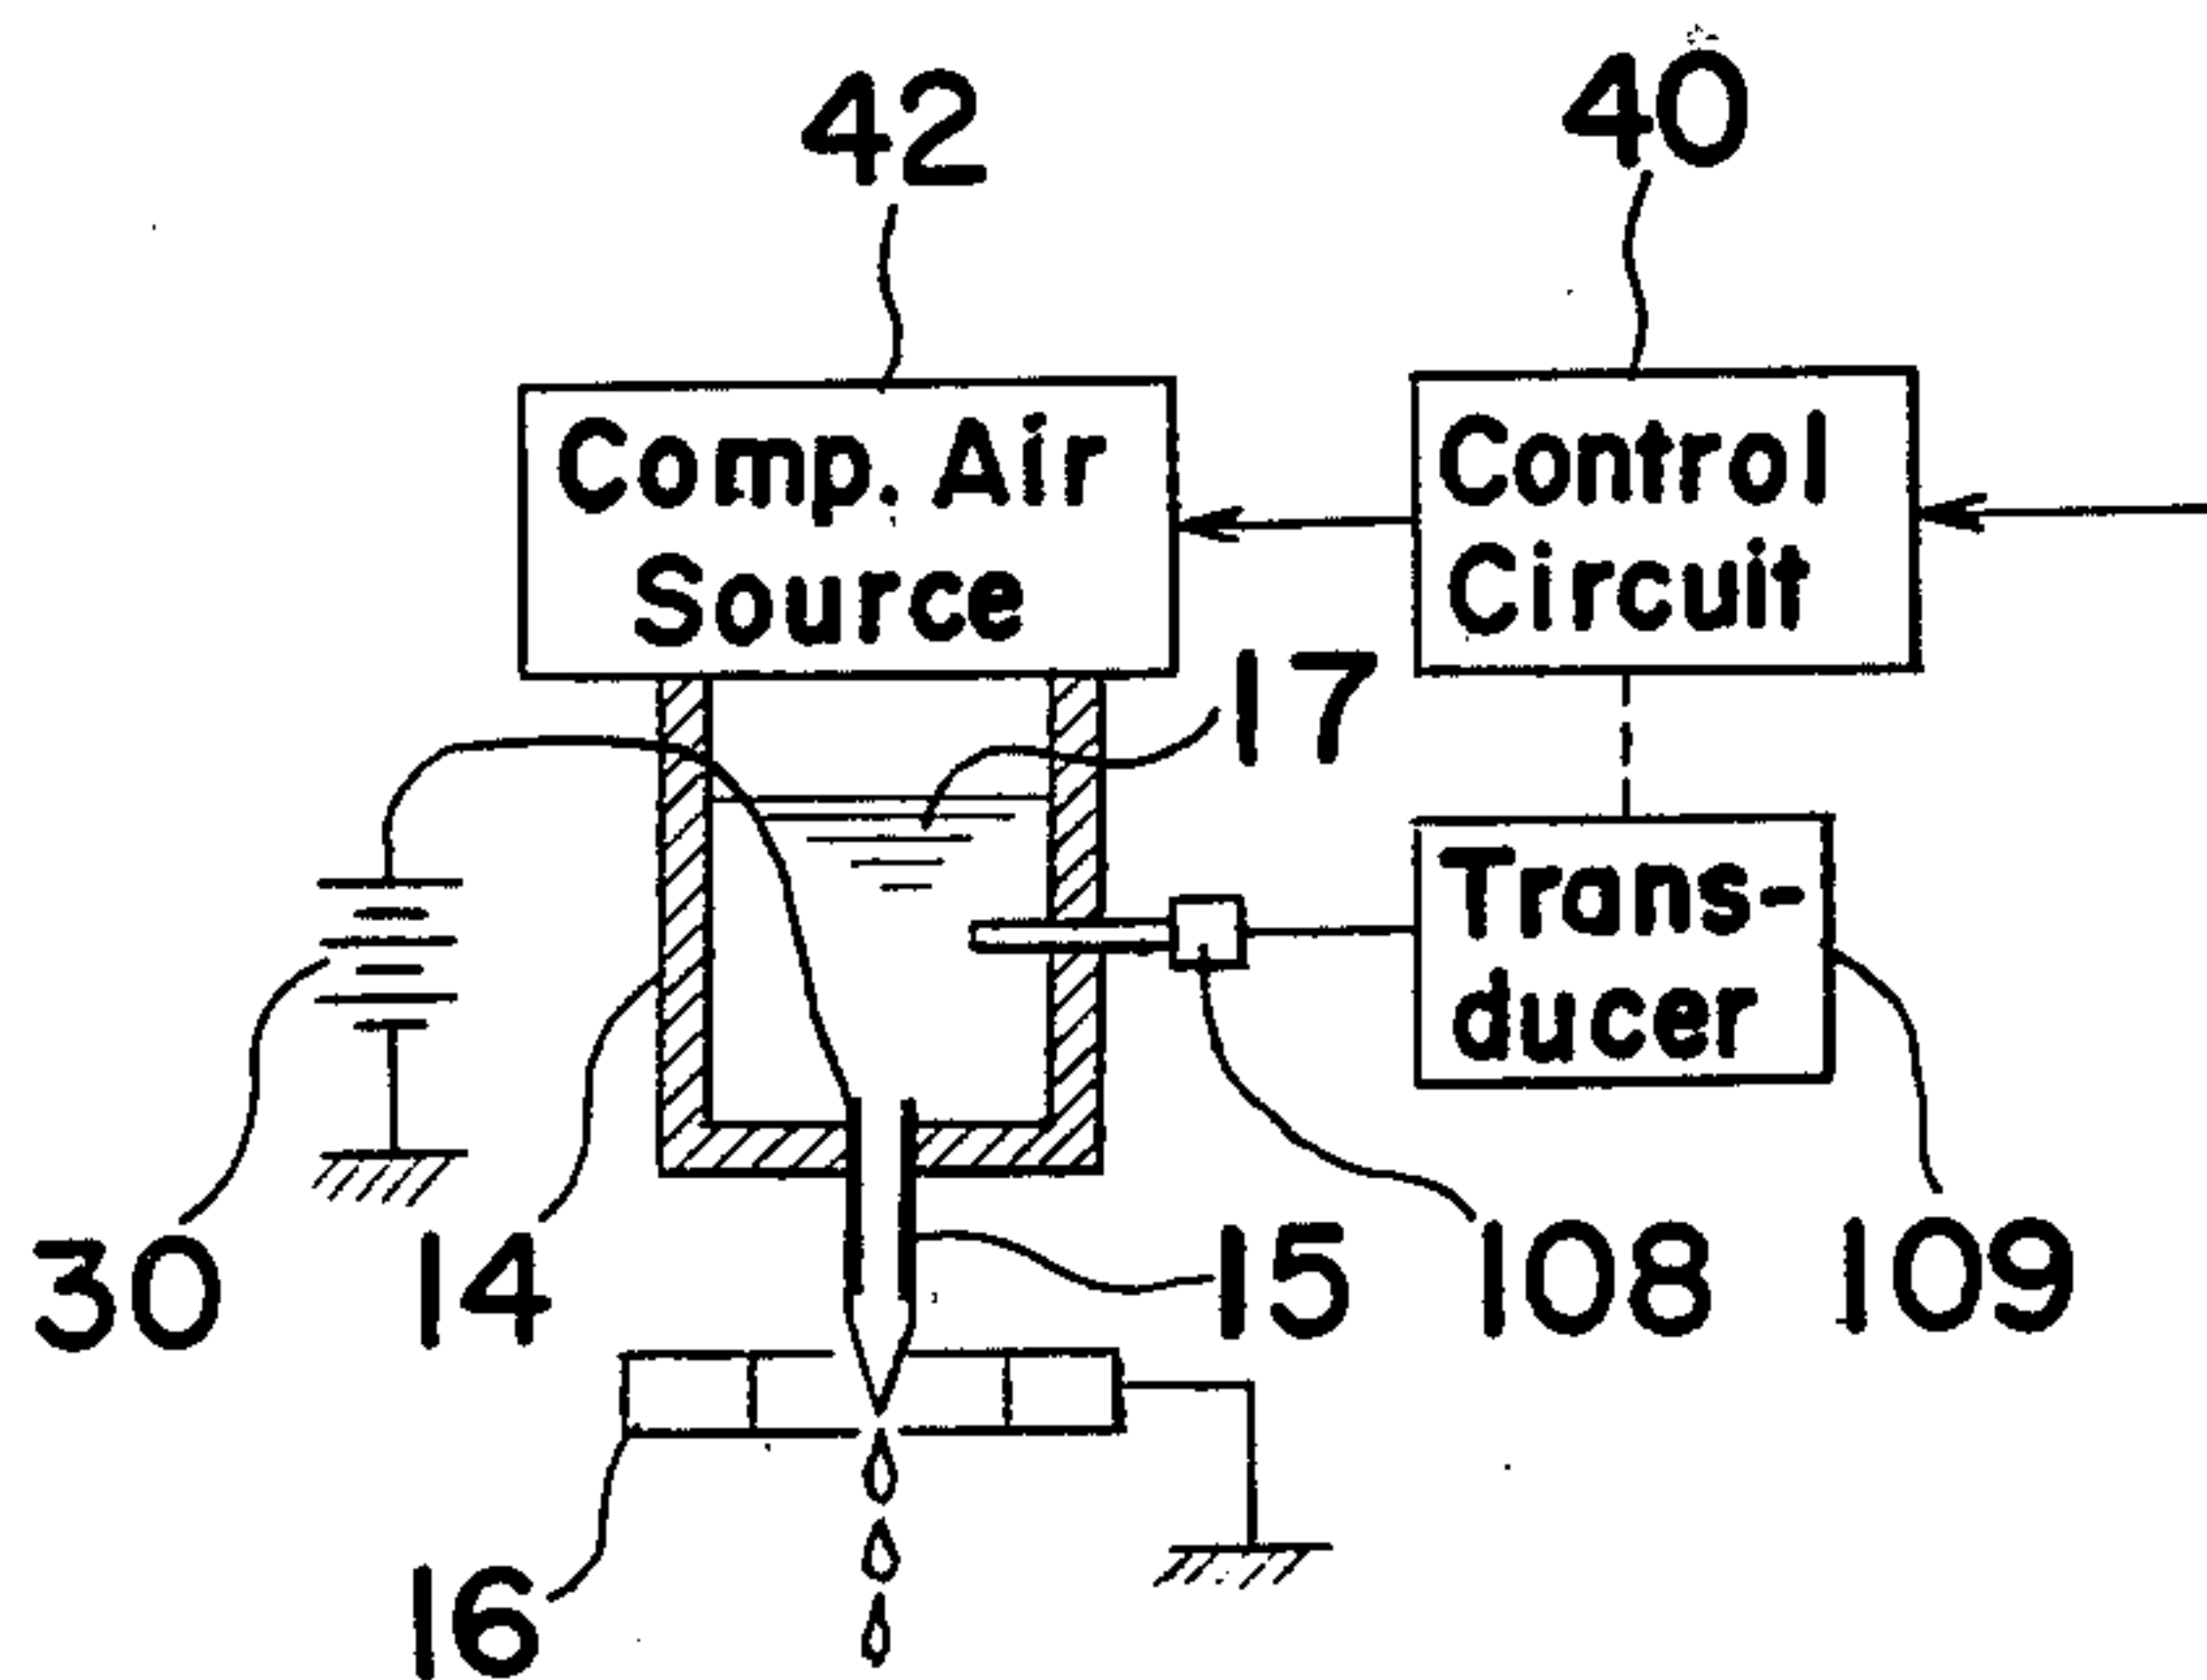 42
40
Comp. Air
Source
Control
Circuit
17
Trans-
ducer
30
14
15
108
109
16